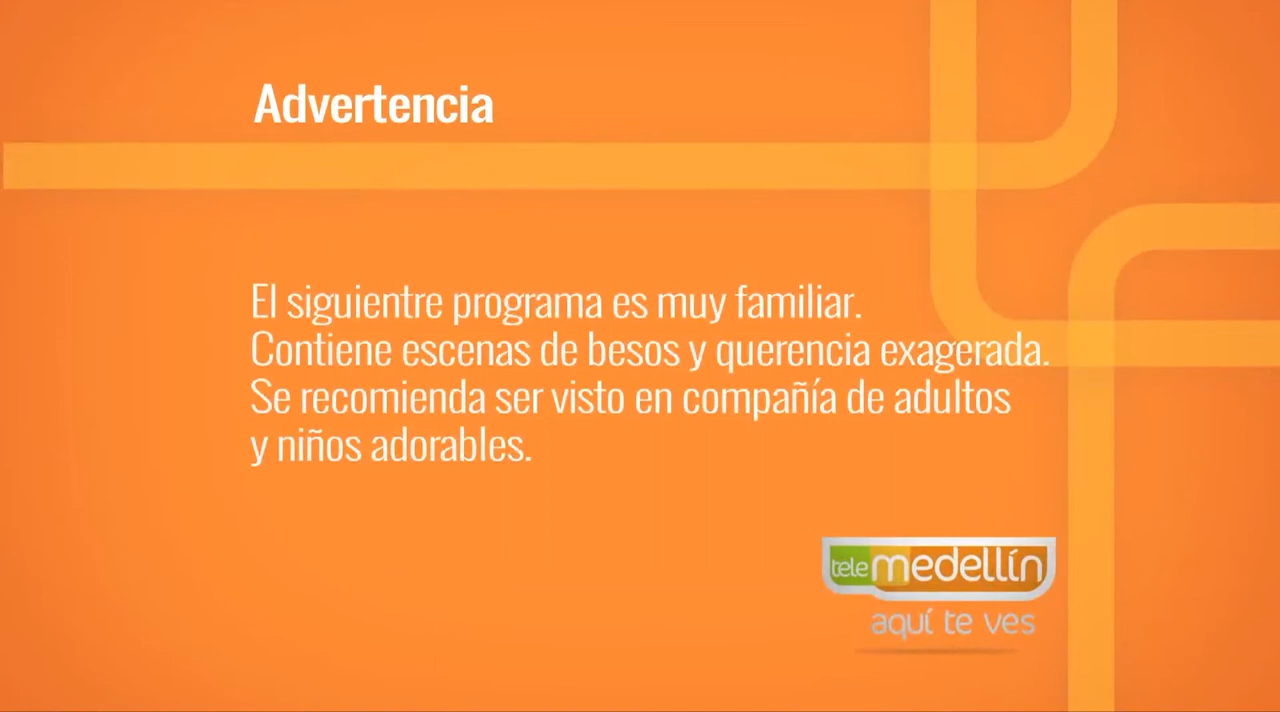 Advertencia
El siguientre programa es muy familiar.
Contiene escenas de besos y querencia exagerada.
Se recomienda ser visto en compañía de adultos
y niños adorables.
tele medellín
aquí te ves